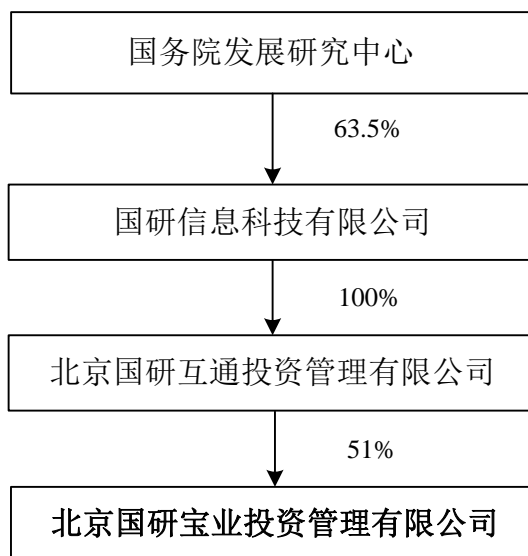 国务院发展研究中心
63.5%
国研信息科技有限公司
100%
北京国研互通投资管理有限公司
51%
北京国研宝业投资管理有限公司